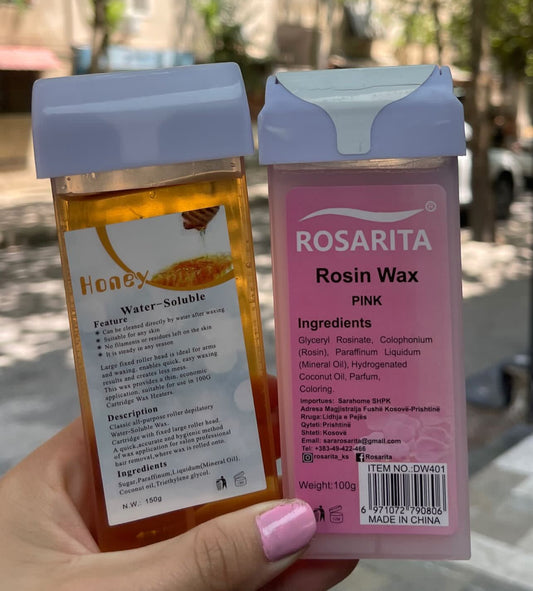 Honey
Water-Soluble
Feature
Can be cleaned directly by water after waxing
Suitable for any skin
No filaments or residues left on the skin
It is steady in any reason
Large fixed roller head is ideal for arms
and waxing, enables quick, easy waxing
results and creates less mess.
This wax provides a thin, economic
application, suitable for use in 100G
Cartridge Wax Heaters.
Description
Classic all-purpose roller depilatory
Water-Soluble Wax.
Cartridge with fixed large roller head.
A quick, accurate and hygienic method
of wax application for salon professional
hair removal, where wax is rolled onto.
Ingredients
Sugar, Paraffinum, Liquidum(Mineral Oil),
Coconut oil, Triethylene glycol.
N.W.: 150g
ROSARITA®
Rosin Wax
PINK
Ingredients
Glyceryl Rosinate, Colophonium
(Rosin), Paraffinum Liquidum
(Mineral Oil), Hydrogenated
Coconut Oil, Parfum,
Coloring.
Importues: Sarahome SHPK
Adresa Magjistralja Fushë Kosovë-Prishtinë
Rruga: Lidhja e Pejës
Qyteti: Prishtinë
Shteti: Kosovë
Email: sararosarita@gmail.com
Tel: +383-49-422-466
rosarita_ks Rosarita
ITEM NO.:DW401
Weight:100g
6 971072 790806
MADE IN CHINA